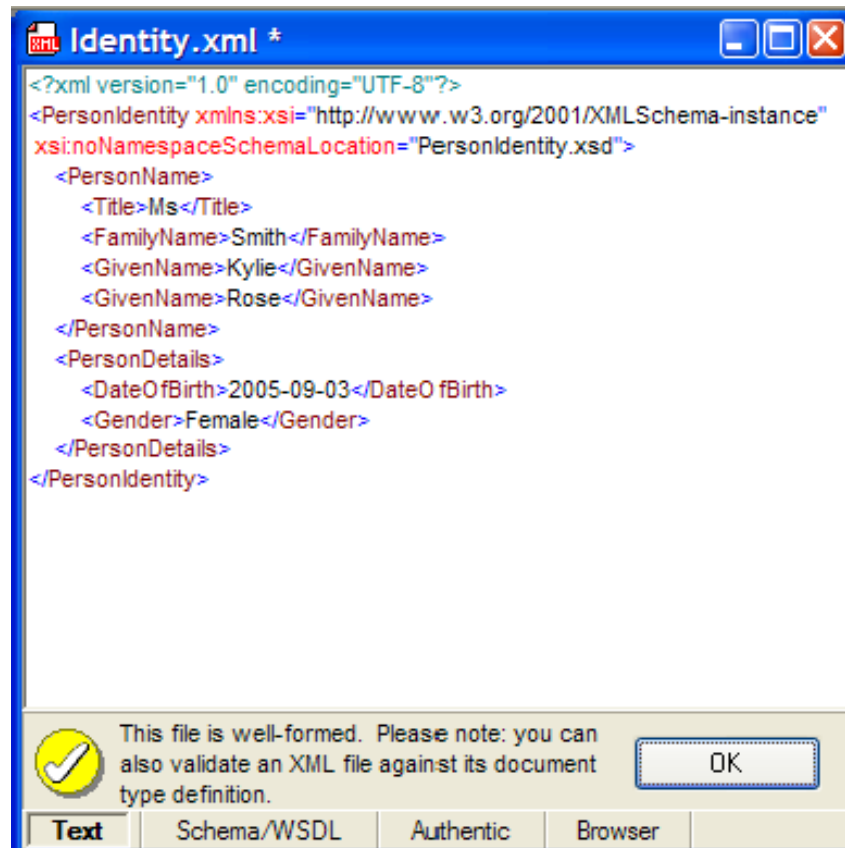 Identity.xml *
<?xml version="1.0" encoding="UTF-8"?>
<PersonIdentity xmlns:xsi="http://www.w3.org/2001/XMLSchema-instance"
xsi:noNamespaceSchemaLocation="PersonIdentity.xsd">
<PersonName>
<Title>Ms</Title>
<FamilyName>Smith</FamilyName>
<GivenName>Kylie</GivenName>
<GivenName>Rose</GivenName>
</PersonName>
<PersonDetails>
<DateOfBirth>2005-09-03</DateOfBirth>
<Gender>Female</Gender>
</PersonDetails>
</PersonIdentity>
This file is well-formed. Please note: you can
also validate an XML file against its document
type definition.
OK
Text Schema/WSDL Authentic Browser